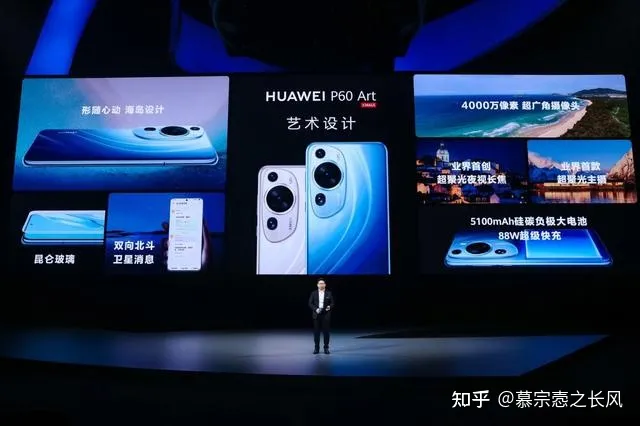 形随心动 海岛设计
昆仑玻璃
双向北斗
卫星消息
HUAWEI P60 Art
XMAGE
艺术设计
4000万像素 超广角摄像头
业界首创
超聚光夜视长焦
业界首款
超聚光主摄
5100mAh硅碳负极大电池
88W超级快充
知乎 @慕宗悫之长风